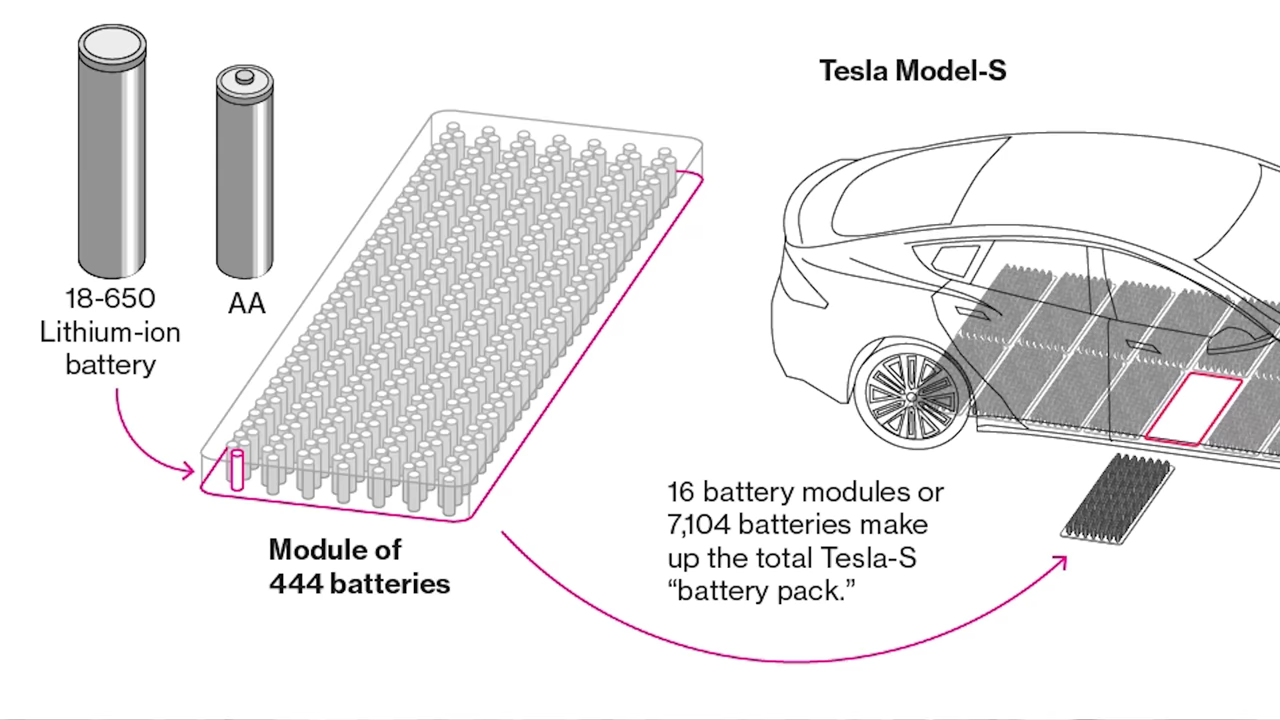 Tesla Model-S
18-650
Lithium-ion
battery
AA
Module of
444 batteries
16 battery modules or
7,104 batteries make
up the total Tesla-S
“battery pack.”